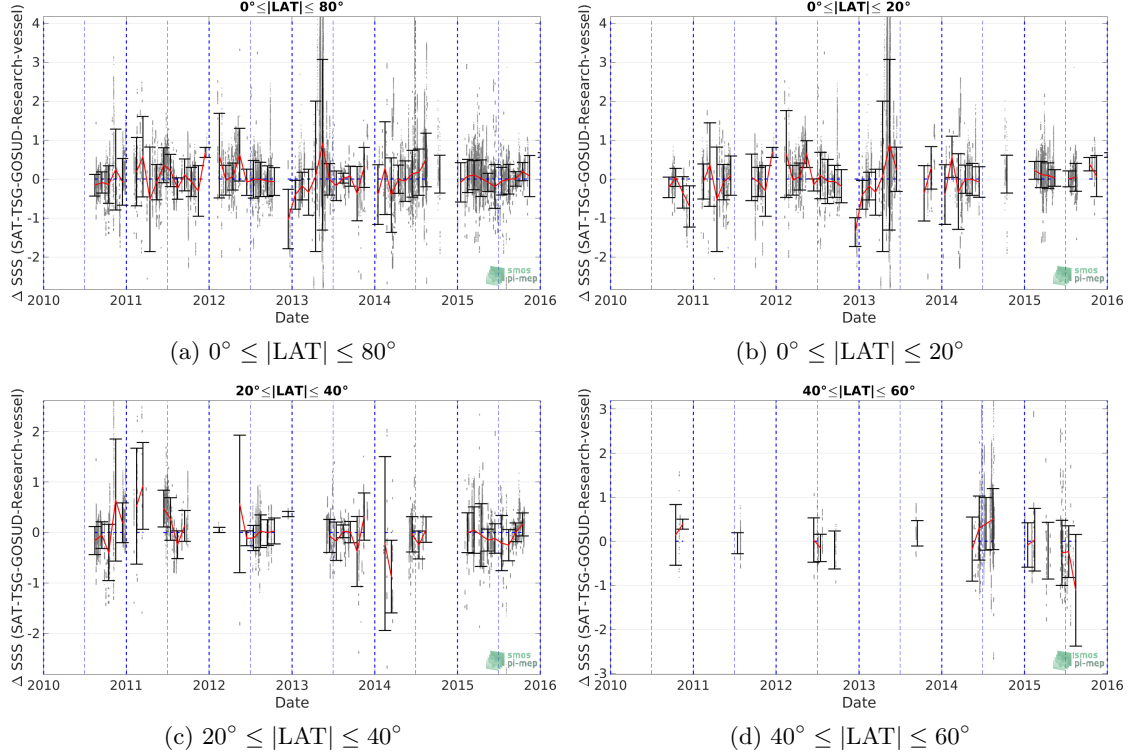 0°≤|LAT|≤ 80°
Δ SSS (SAT-TSG-GOSUD-Research-vessel)
4
3
2
1
0
-1
-2
smos
pi-mep
2010 2011 2012 2013 2014 2015 2016
Date
(a) 0° ≤ |LAT| ≤ 80°
0°≤|LAT|≤ 20°
Δ SSS (SAT-TSG-GOSUD-Research-vessel)
4
3
2
1
0
-1
-2
smos
pi-mep
2010 2011 2012 2013 2014 2015 2016
Date
(b) 0° ≤ |LAT| ≤ 20°
20°≤|LAT|≤ 40°
Δ SSS (SAT-TSG-GOSUD-Research-vessel)
2
1
0
-1
-2
smos
pi-mep
2010 2011 2012 2013 2014 2015 2016
Date
(c) 20° ≤ |LAT| ≤ 40°
40°≤|LAT|≤ 60°
Δ SSS (SAT-TSG-GOSUD-Research-vessel)
3
2
1
0
-1
-2
-3
smos
pi-mep
2010 2011 2012 2013 2014 2015 2016
Date
(d) 40° ≤ |LAT| ≤ 60°